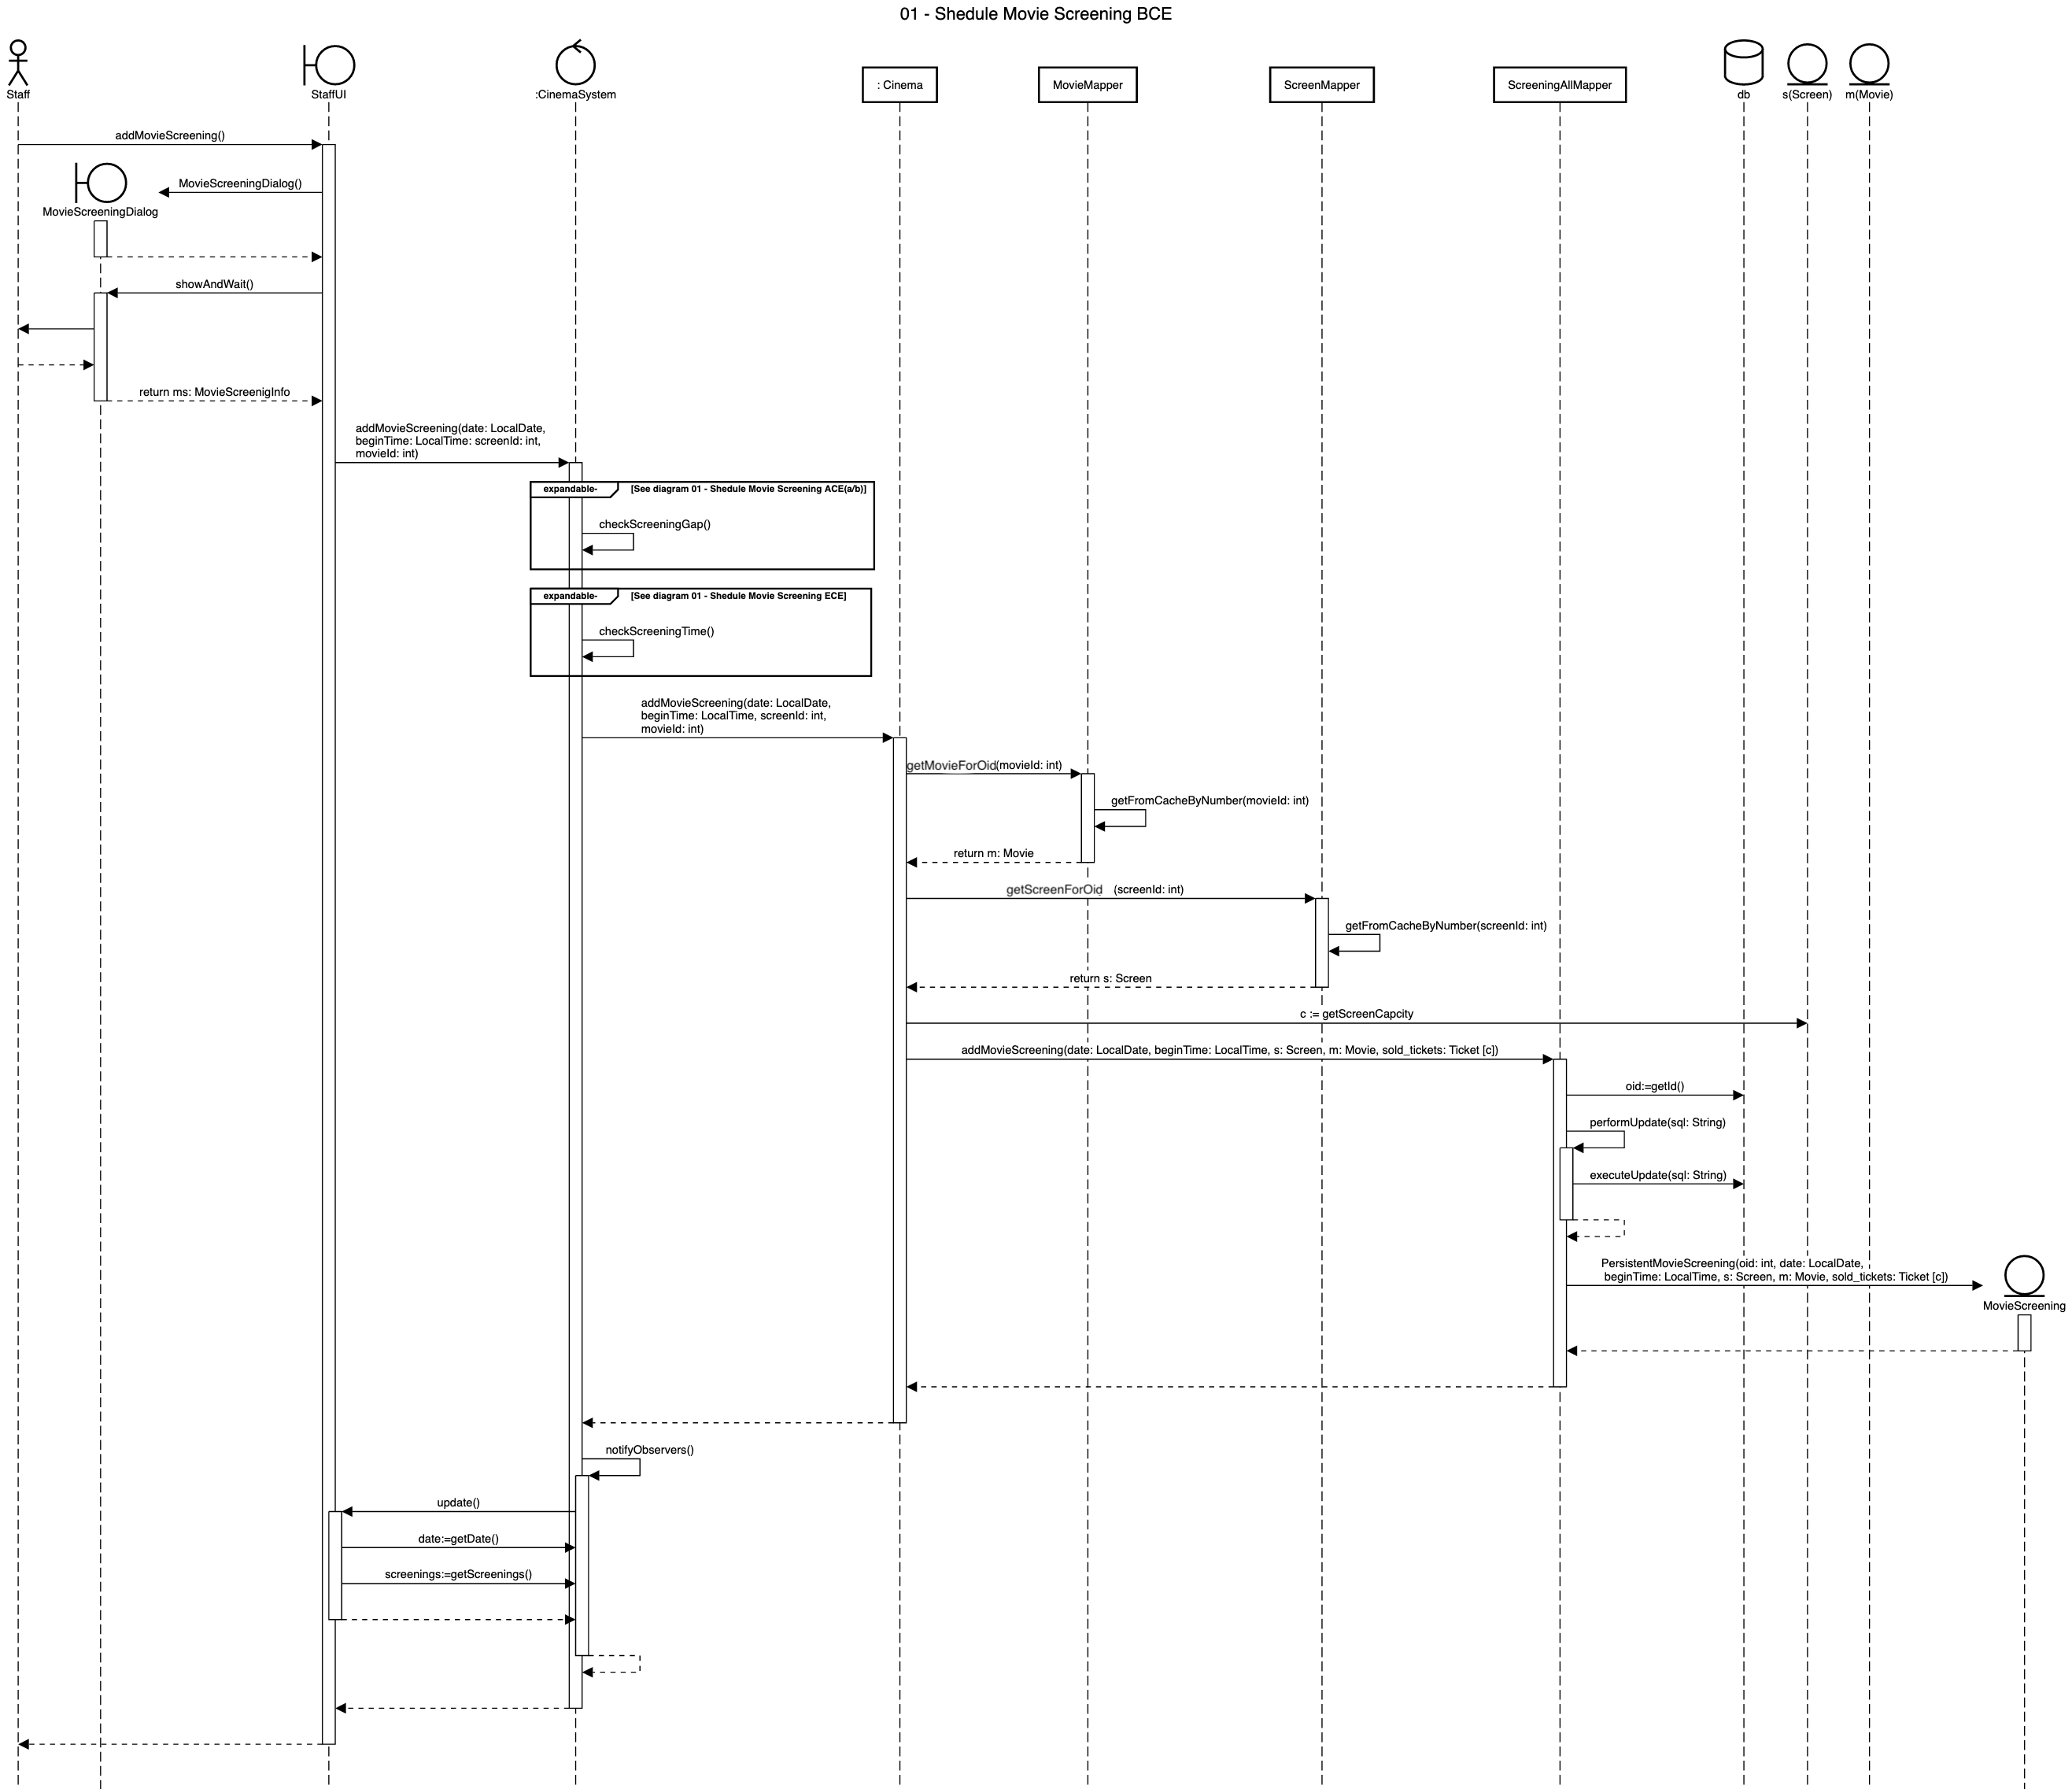 01 - Shedule Movie Screening BCE
Staff
StaffUI
:CinemaSystem
: Cinema
MovieMapper
ScreenMapper
ScreeningAllMapper
db
s(Screen)
m(Movie)
addMovieScreening()
MovieScreeningDialog()
MovieScreeningDialog
showAndWait()
return ms: MovieScreenigInfo
addMovieScreening(date: LocalDate,
beginTime: LocalTime: screenId: int,
movieId: int)
expandable-
[See diagram 01 - Shedule Movie Screening ACE(a/b)]
checkScreeningGap()
expandable-
[See diagram 01 - Shedule Movie Screening ECE]
checkScreeningTime()
addMovieScreening(date: LocalDate,
beginTime: LocalTime, screenId: int,
movieId: int)
getMovieForOid(movieId: int)
getFromCacheByNumber(movieId: int)
return m: Movie
getScreenForOid (screenId: int)
getFromCacheByNumber(screenId: int)
return s: Screen
c := getScreenCapcity
addMovieScreening(date: LocalDate, beginTime: LocalTime, s: Screen, m: Movie, sold_tickets: Ticket [c])
oid:=getId()
performUpdate(sql: String)
executeUpdate(sql: String)
PersistentMovieScreening(oid: int, date: LocalDate,
beginTime: LocalTime, s: Screen, m: Movie, sold_tickets: Ticket [c])
MovieScreening
notifyObservers()
update()
date:=getDate()
screenings:=getScreenings()